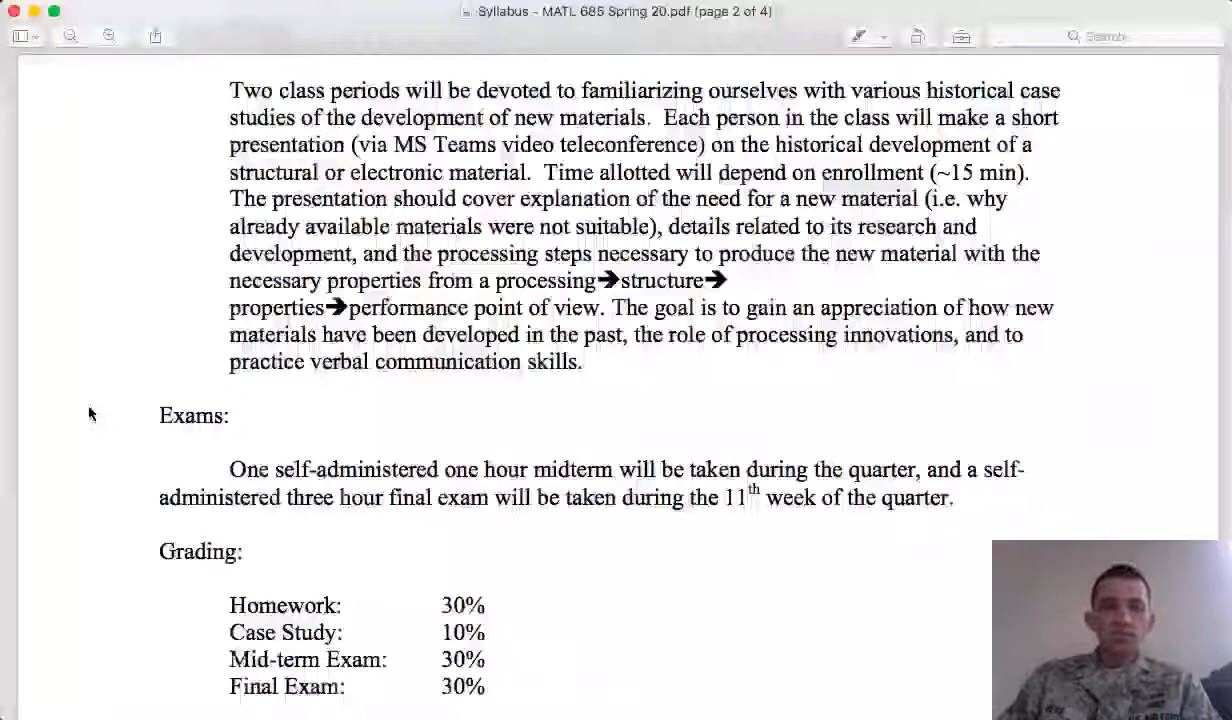 Syllabus - MATL 685 Spring 20.pdf (page 2 of 4)
Search
Two class periods will be devoted to familiarizing ourselves with various historical case
studies of the development of new materials.  Each person in the class will make a short
presentation (via MS Teams video teleconference) on the historical development of a
structural or electronic material.  Time allotted will depend on enrollment (~15 min).
The presentation should cover explanation of the need for a new material (i.e. why
already available materials were not suitable), details related to its research and
development, and the processing steps necessary to produce the new material with the
necessary properties from a processing➔structure➔
properties➔performance point of view. The goal is to gain an appreciation of how new
materials have been developed in the past, the role of processing innovations, and to
practice verbal communication skills.
Exams:
One self-administered one hour midterm will be taken during the quarter, and a self-
administered three hour final exam will be taken during the 11th week of the quarter.
Grading:
Homework: 30%
Case Study: 10%
Mid-term Exam: 30%
Final Exam: 30%